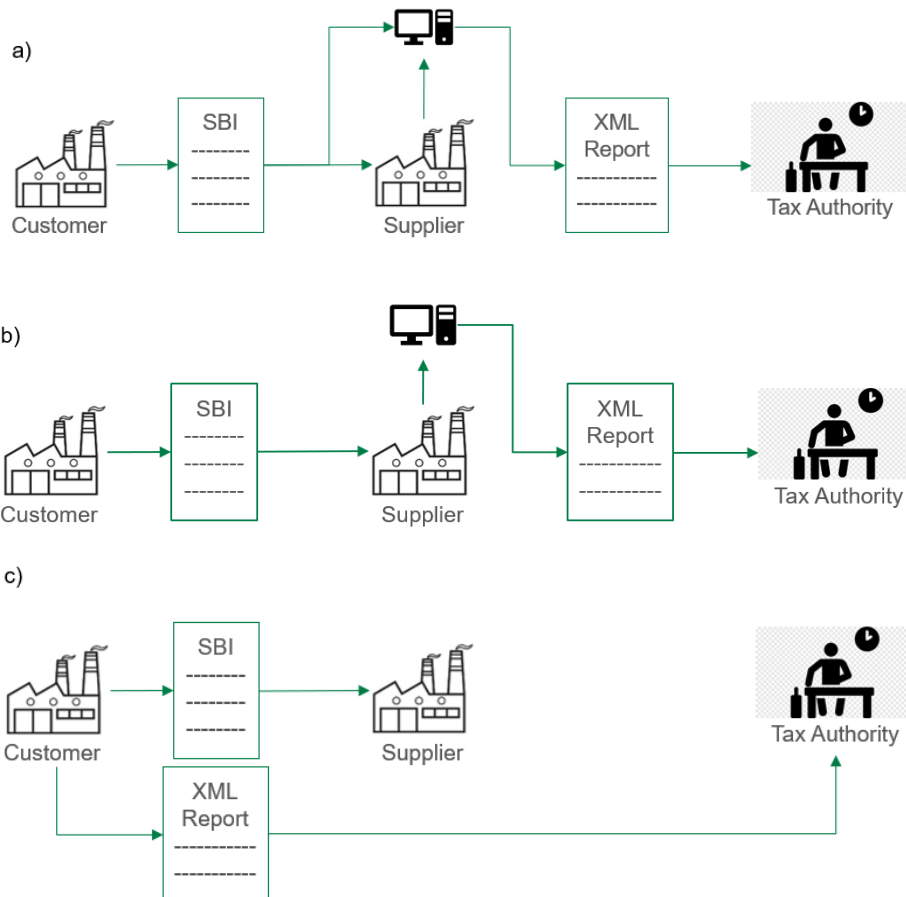 a)
SBI
XML
Report
Customer
Supplier
Tax Authority
b)
SBI
XML
Report
Customer
Supplier
Tax Authority
c)
SBI
Customer
Supplier
Tax Authority
XML
Report